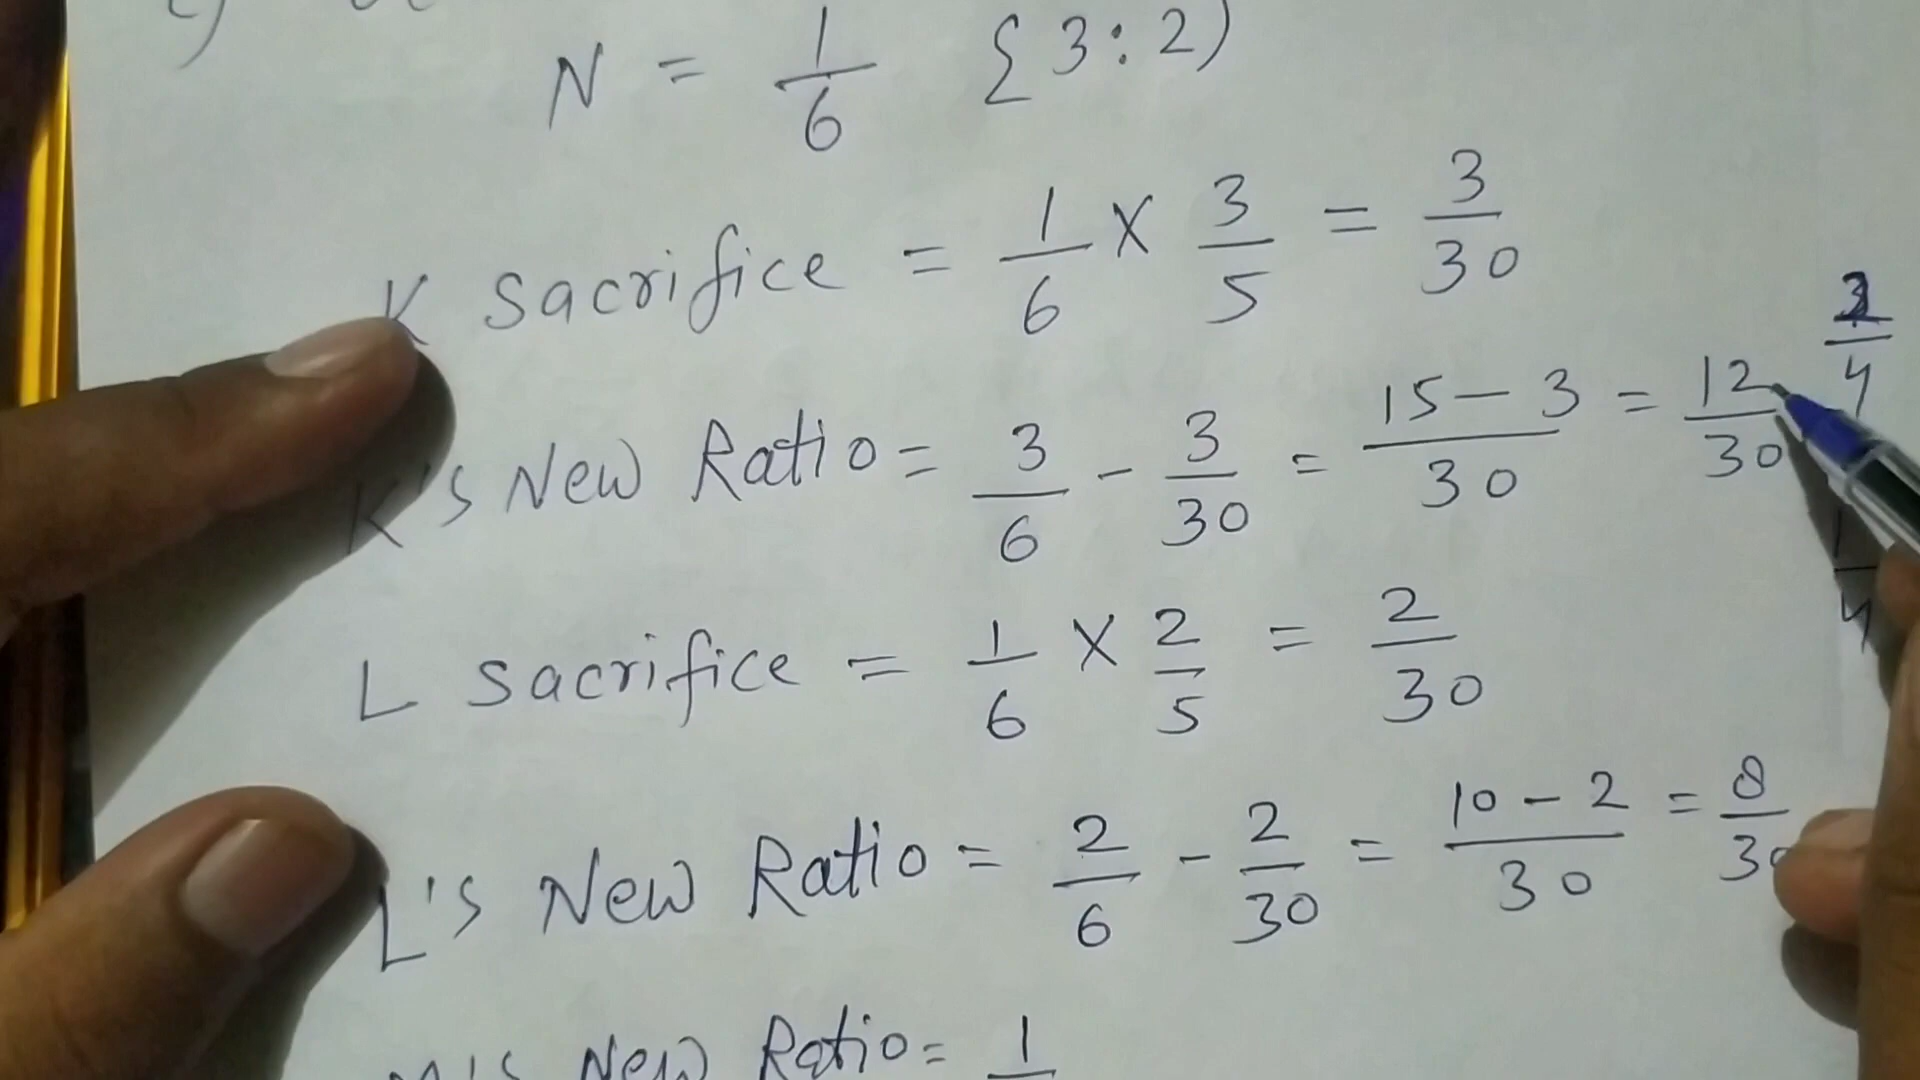 N = 1/6 {3:2)
K Sacrifice = 1/6 X 3/5 = 3/30
K's New Ratio = 3/6 - 3/30 = 15-3/30 = 12/30
L Sacrifice = 1/6 X 2/5 = 2/30
L's New Ratio = 2/6 - 2/30 = 10-2/30 = 8/30
New Ratio = 1